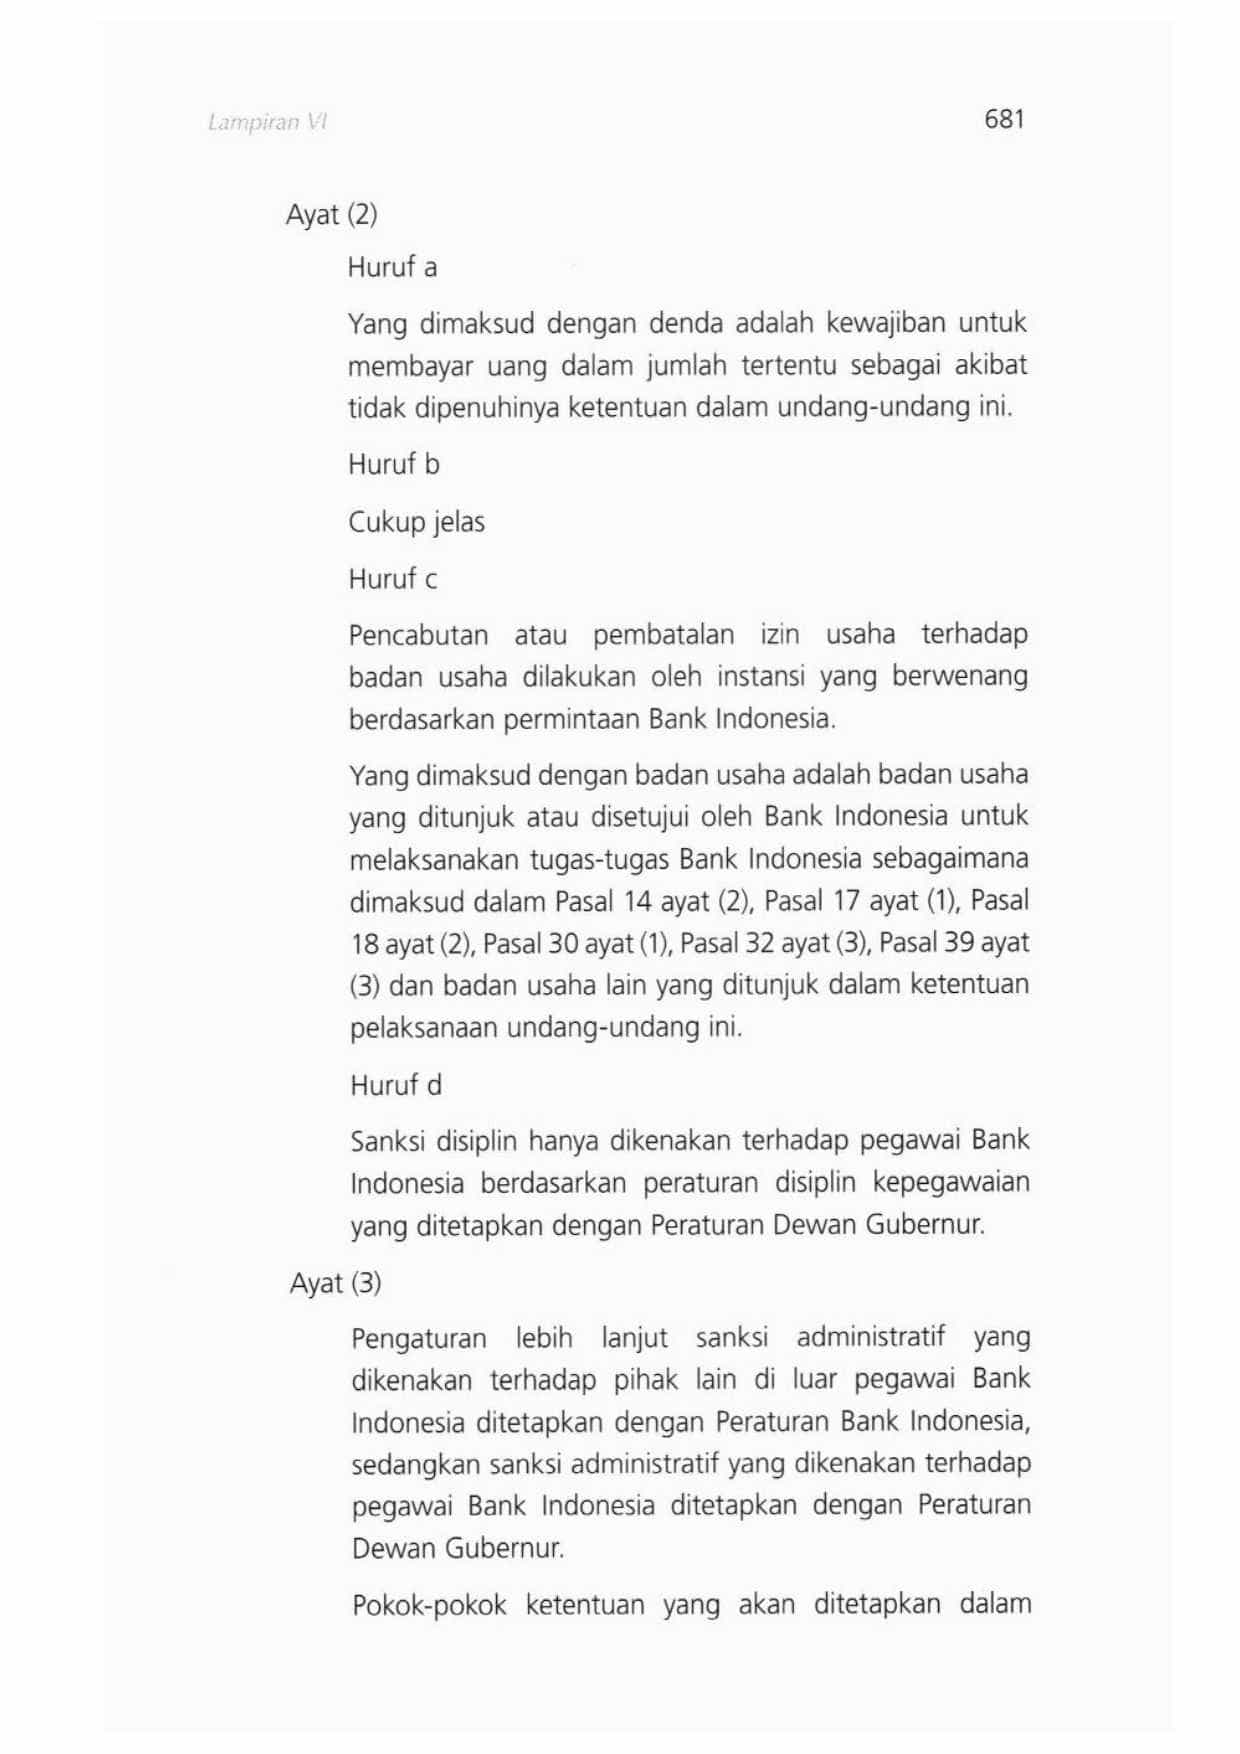 Lampiran VI
681
Ayat (2)
Huruf a
Yang dimaksud dengan denda adalah kewajiban untuk
membayar uang dalam jumlah tertentu sebagai akibat
tidak dipenuhinya ketentuan dalam undang-undang ini.
Huruf b
Cukup jelas
Huruf c
Pencabutan atau pembatalan izin usaha terhadap
badan usaha dilakukan oleh instansi yang berwenang
berdasarkan permintaan Bank Indonesia.
Yang dimaksud dengan badan usaha adalah badan usaha
yang ditunjuk atau disetujui oleh Bank Indonesia untuk
melaksanakan tugas-tugas Bank Indonesia sebagaimana
dimaksud dalam Pasal 14 ayat (2), Pasal 17 ayat (1), Pasal
18 ayat (2), Pasal 30 ayat (1), Pasal 32 ayat (3), Pasal 39 ayat
(3) dan badan usaha lain yang ditunjuk dalam ketentuan
pelaksanaan undang-undang ini.
Huruf d
Sanksi disiplin hanya dikenakan terhadap pegawai Bank
Indonesia berdasarkan peraturan disiplin kepegawaian
yang ditetapkan dengan Peraturan Dewan Gubernur.
Ayat (3)
Pengaturan lebih lanjut sanksi administratif yang
dikenakan terhadap pihak lain di luar pegawai Bank
Indonesia ditetapkan dengan Peraturan Bank Indonesia,
sedangkan sanksi administratif yang dikenakan terhadap
pegawai Bank Indonesia ditetapkan dengan Peraturan
Dewan Gubernur.
Pokok-pokok ketentuan yang akan ditetapkan dalam